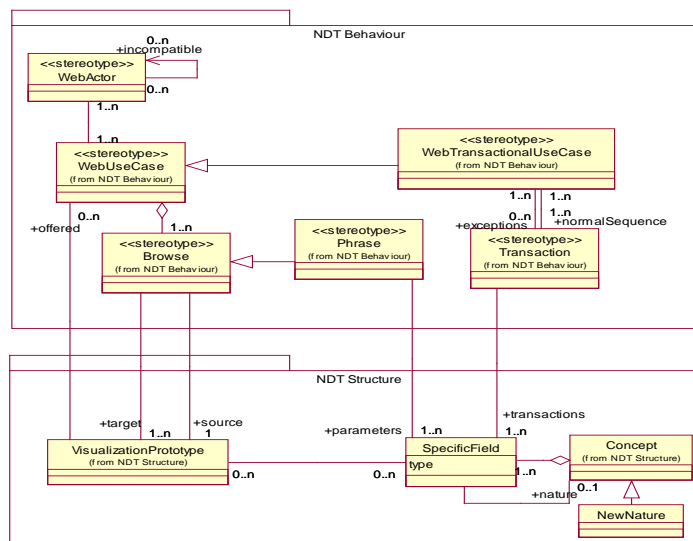 NDT Behaviour
0..n
+incompatible
<<stereotype>>
WebActor
0..n
1..n
1..n
<<stereotype>>
WebUseCase
(from NDT Behaviour)
<<stereotype>>
WebTransactionalUseCase
(from NDT Behaviour)
0..n
+offered
1..n
1..n
0..n
1..n
1..n
+exceptions
+normalSequence
<<stereotype>>
Browse
(from NDT Behaviour)
<<stereotype>>
Phrase
(from NDT Behaviour)
<<stereotype>>
Transaction
(from NDT Behaviour)
NDT Structure
+target
1..n
+source
1
+parameters
1..n
+transactions
1..n
VisualizationPrototype
(from NDT Structure)
0..n
0..n
SpecificField
type
1..n
Concept
(from NDT Structure)
0..1
+nature
NewNature